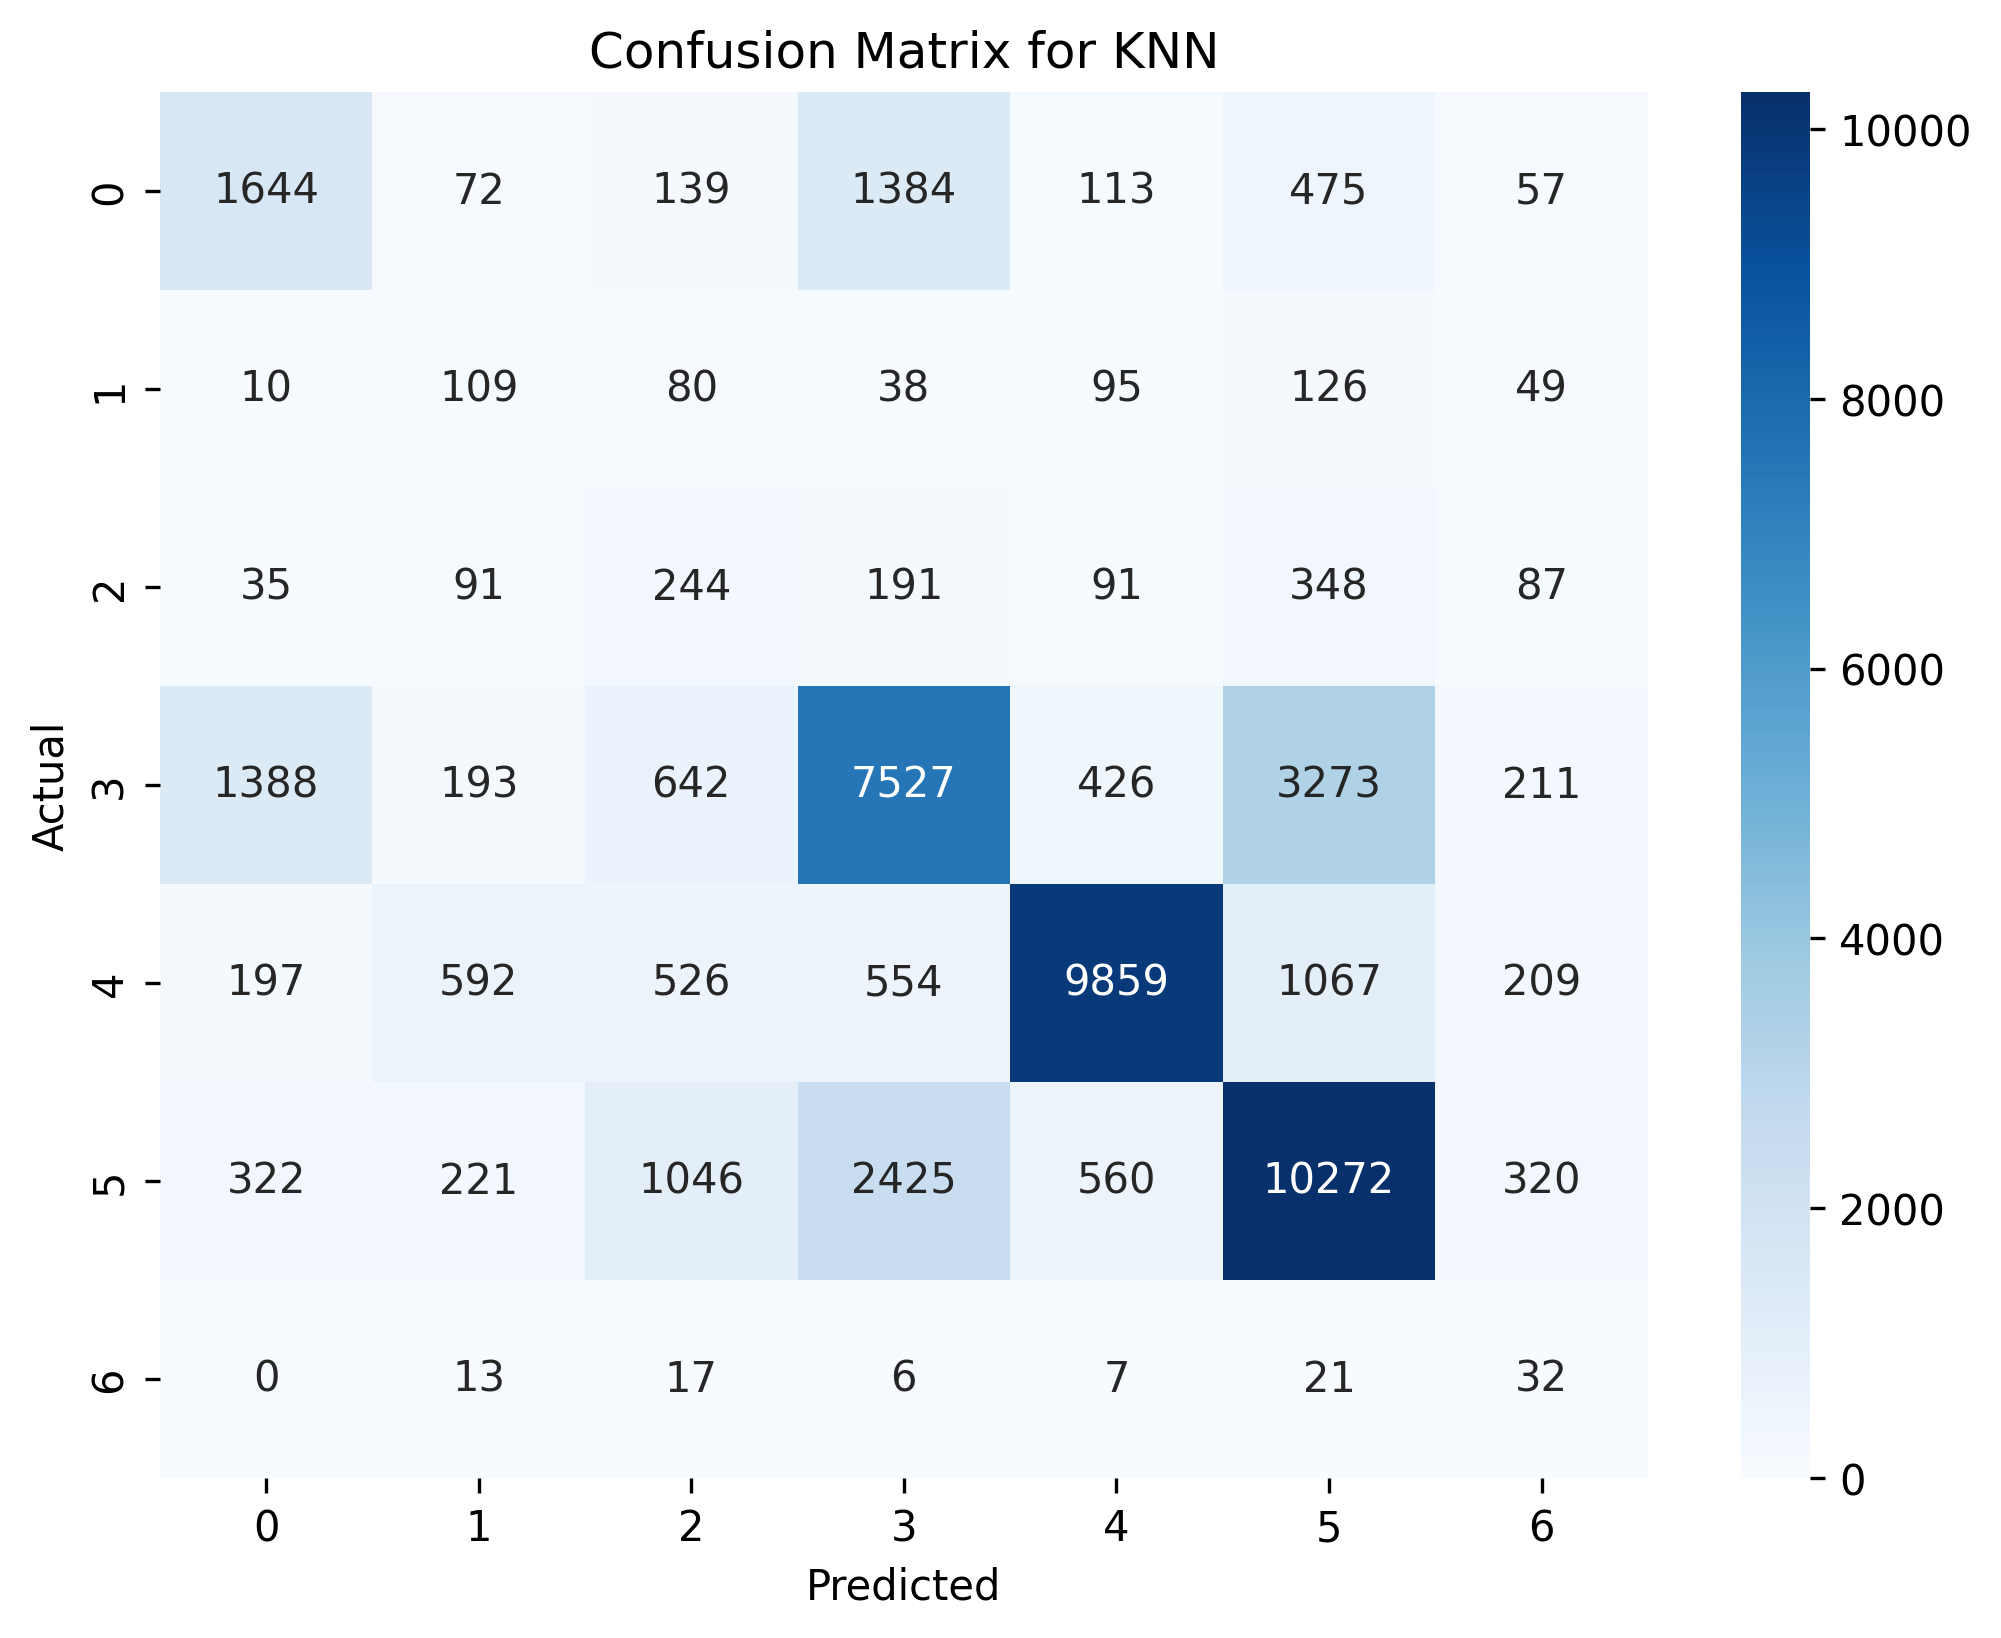 Confusion Matrix for KNN
0 1644 72 139 1384 113 475 57
1 10 109 80 38 95 126 49
2 35 91 244 191 91 348 87
3 1388 193 642 7527 426 3273 211
4 197 592 526 554 9859 1067 209
5 322 221 1046 2425 560 10272 320
6 0 13 17 6 7 21 32
0 1 2 3 4 5 6
Predicted
Actual
10000
8000
6000
4000
2000
0